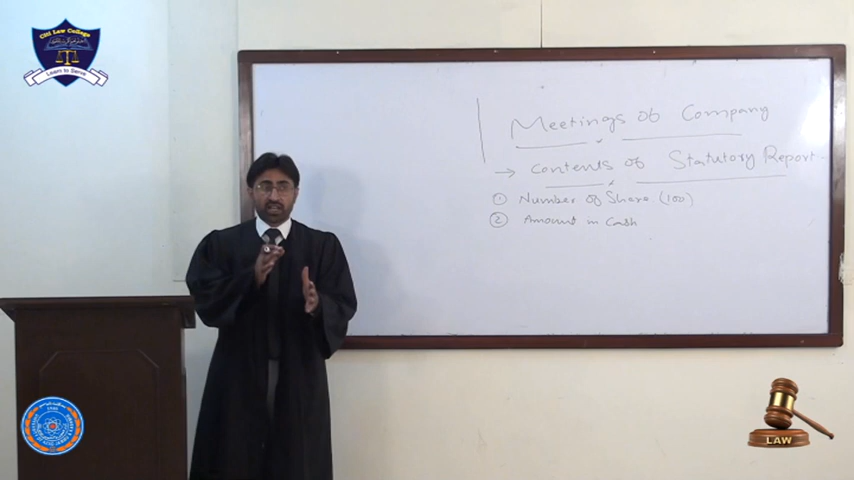 Citi Law College
Learn to Serve
Meetings of Company
→ Contents of Statutory Report.
① Number of Share (100)
② Amount in Cash
LAW